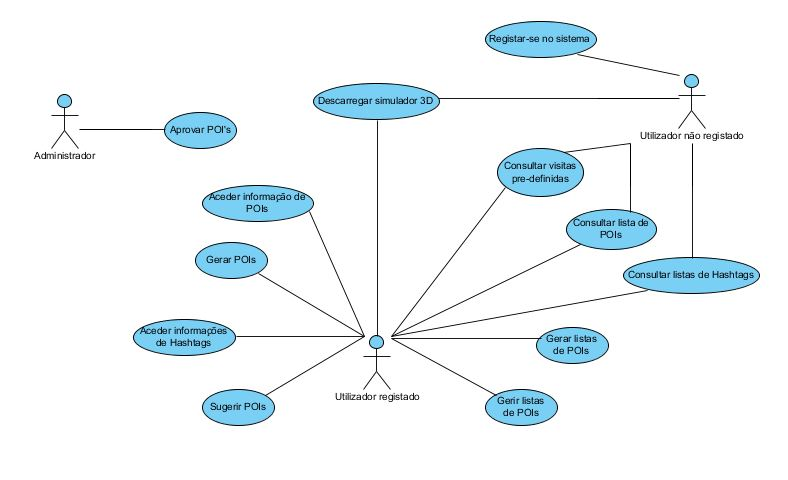 Registar-se no sistema
Descarregar simulador 3D
Aprovar POI's
Utilizador não registado
Administrador
Consultar visitas
pre-definidas
Aceder informação de
POIs
Consultar lista de
POIs
Gerar POIs
Consultar listas de Hashtags
Aceder informações
de Hashtags
Gerar listas
de POIs
Utilizador registado
Sugerir POIs
Gerir listas
de POIs